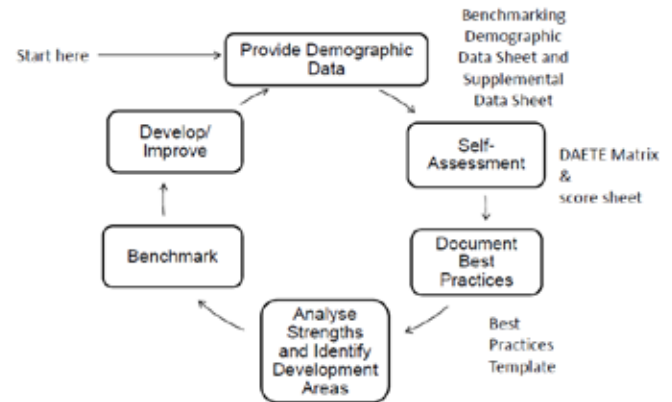 Start here
Provide Demographic
Data
Benchmarking
Demographic
Data Sheet and
Supplemental
Data Sheet
Self-
Assessment
DAETE Matrix
&
score sheet
Document
Best
Practices
Best
Practices
Template
Analyse
Strengths
and Identify
Development
Areas
Benchmark
Develop/
Improve